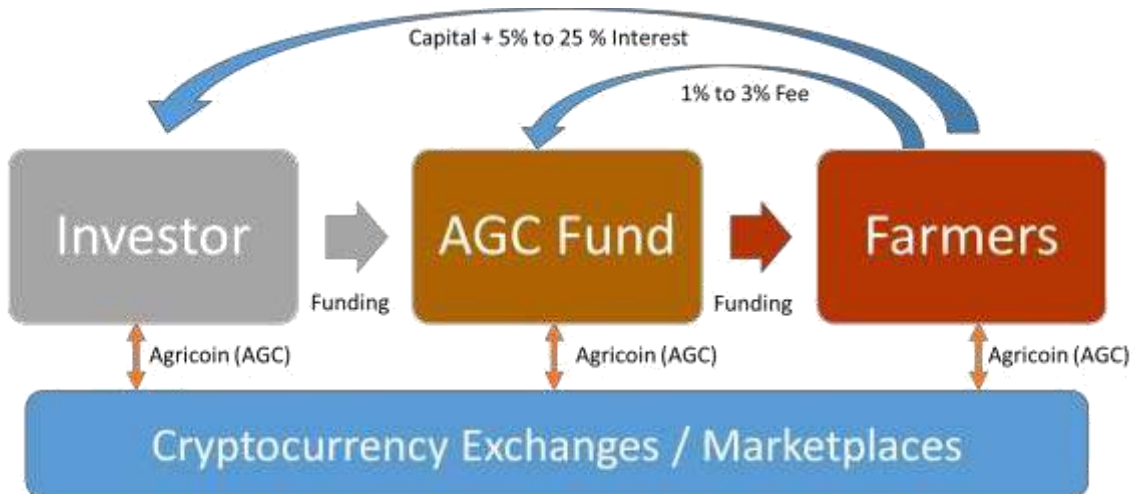 Capital + 5% to 25 % Interest
1% to 3% Fee
Investor
AGC Fund
Farmers
Funding
Funding
Agricoin (AGC)
Agricoin (AGC)
Agricoin (AGC)
Cryptocurrency Exchanges / Marketplaces